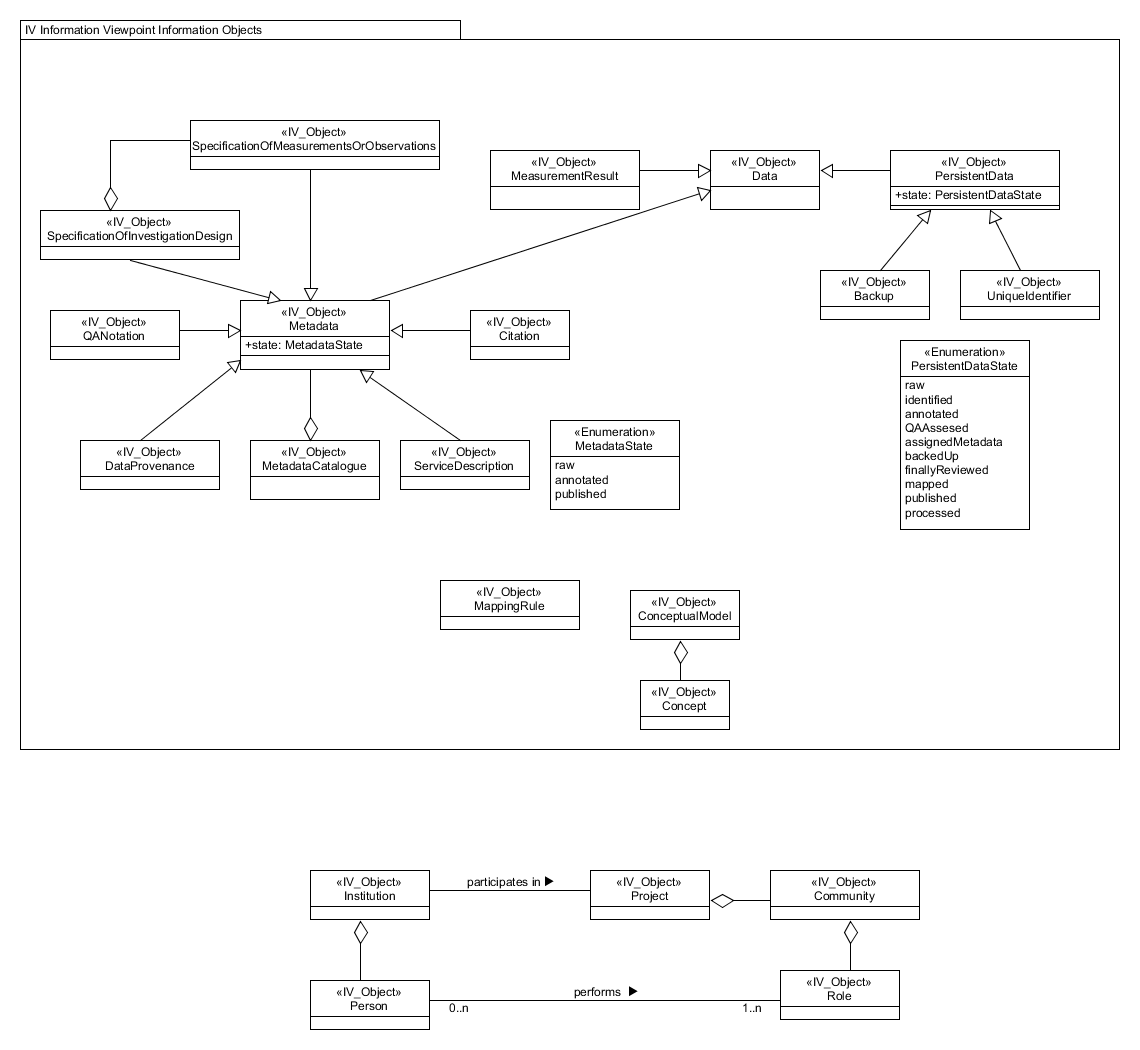 IV Information Viewpoint Information Objects
«IV_Object»
SpecificationOfMeasurementsOrObservations
«IV_Object»
MeasurementResult
«IV_Object»
Data
«IV_Object»
PersistentData
+state: PersistentDataState
«IV_Object»
SpecificationOfInvestigationDesign
«IV_Object»
Backup
«IV_Object»
UniqueIdentifier
«IV_Object»
QANotation
«IV_Object»
Metadata
+state: MetadataState
«IV_Object»
Citation
«Enumeration»
PersistentDataState
raw
identified
annotated
QAAssesed
assignedMetadata
backedUp
finallyReviewed
mapped
published
processed
«IV_Object»
DataProvenance
«IV_Object»
MetadataCatalogue
«IV_Object»
ServiceDescription
«Enumeration»
MetadataState
raw
annotated
published
«IV_Object»
MappingRule
«IV_Object»
ConceptualModel
«IV_Object»
Concept
«IV_Object»
Institution
participates in ▶
«IV_Object»
Project
«IV_Object»
Community
«IV_Object»
Person
performs ▶
0..n
1..n
«IV_Object»
Role